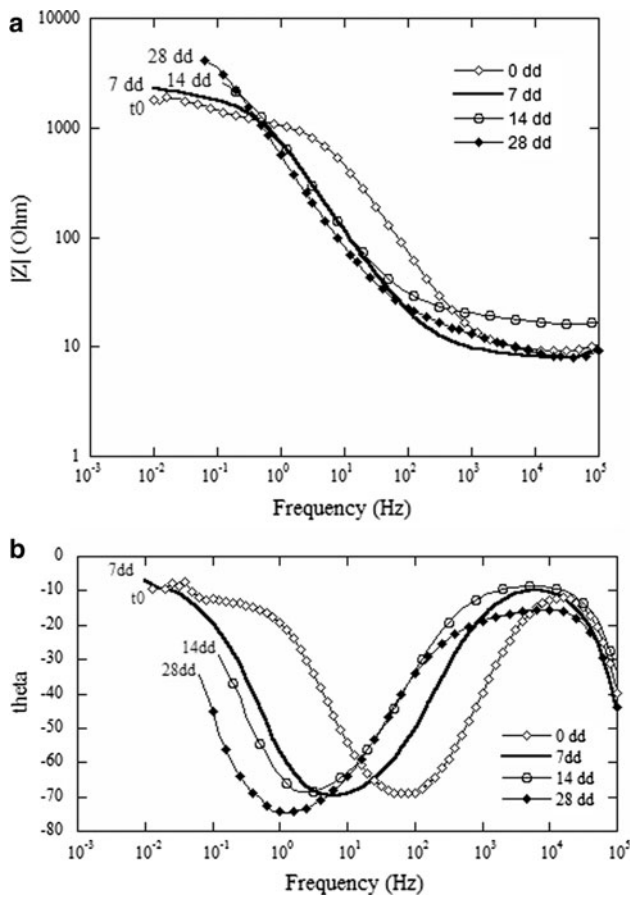 a
10000
1000
100
10
1
|Z| (Ohm)
28 dd
14 dd
7 dd
t0
0 dd
7 dd
14 dd
28 dd
10-3 10-2 10-1 100 101 102 103 104 105
Frequency (Hz)
b
0
-10
-20
-30
-40
-50
-60
-70
-80
theta
7dd
t0
14dd
28dd
0 dd
7dd
14 dd
28 dd
10-3 10-2 10-1 100 101 102 103 104 105
Frequency (Hz)